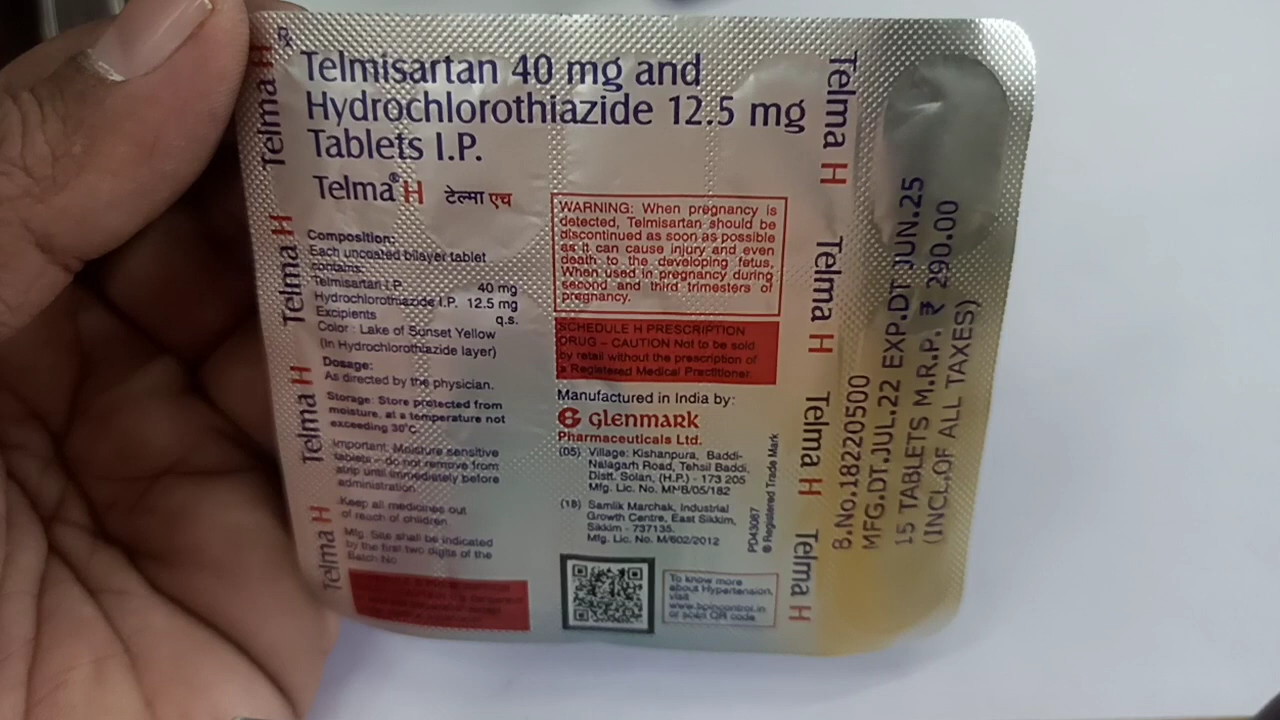 Rx
Telmisartan 40 mg and
Hydrochlorothiazide 12.5 mg
Tablets I.P.
Telma® H टेल्मा एच
Composition:
Each uncoated bilayer tablet
contains:
Telmisartan I.P. 40 mg
Hydrochlorothiazide I.P. 12.5 mg
Excipients q.s.
Color : Lake of Sunset Yellow
(In Hydrochlorothiazide layer)
Dosage:
As directed by the physician.
Storage: Store protected from
moisture, at a temperature not
exceeding 30°C.
Important: Moisture sensitive
tablets – do not remove from
strip until immediately before
administration
Keep all medicines out
of reach of children.
Mfg. Site shall be indicated
by the first two digits of the
Batch No
WARNING: When pregnancy is
detected, Telmisartan should be
discontinued as soon as possible
as it can cause injury and even
death to the developing fetus.
When used in pregnancy during
second and third trimesters of
pregnancy.
SCHEDULE H PRESCRIPTION
DRUG – CAUTION Not to be sold
by retail without the prescription of
a Registered Medical Practitioner.
Manufactured in India by:
glenmark
Pharmaceuticals Ltd.
(05) Village: Kishanpura, Baddi-
Nalagarh Road, Tehsil Baddi,
Distt. Solan, (H.P.) - 173 205
Mfg. Lic. No. MNB/05/182
(18) Samlik Marchak, Industrial
Growth Centre, East Sikkim,
Sikkim - 737135.
Mfg. Lic. No. M/602/2012
To know more
about Hypertension,
visit
www.bpincontrol.in
or scan QR code
PD43087
® Registered Trade Mark
Telma H
Telma H
Telma H
Telma H
Telma H
Telma H
Telma H
Telma H
B.No.18220500
MFG.DT.JUL.22 EXP.DT.JUN.25
15 TABLETS M.R.P. ₹ 290.00
(INCL.OF ALL TAXES)